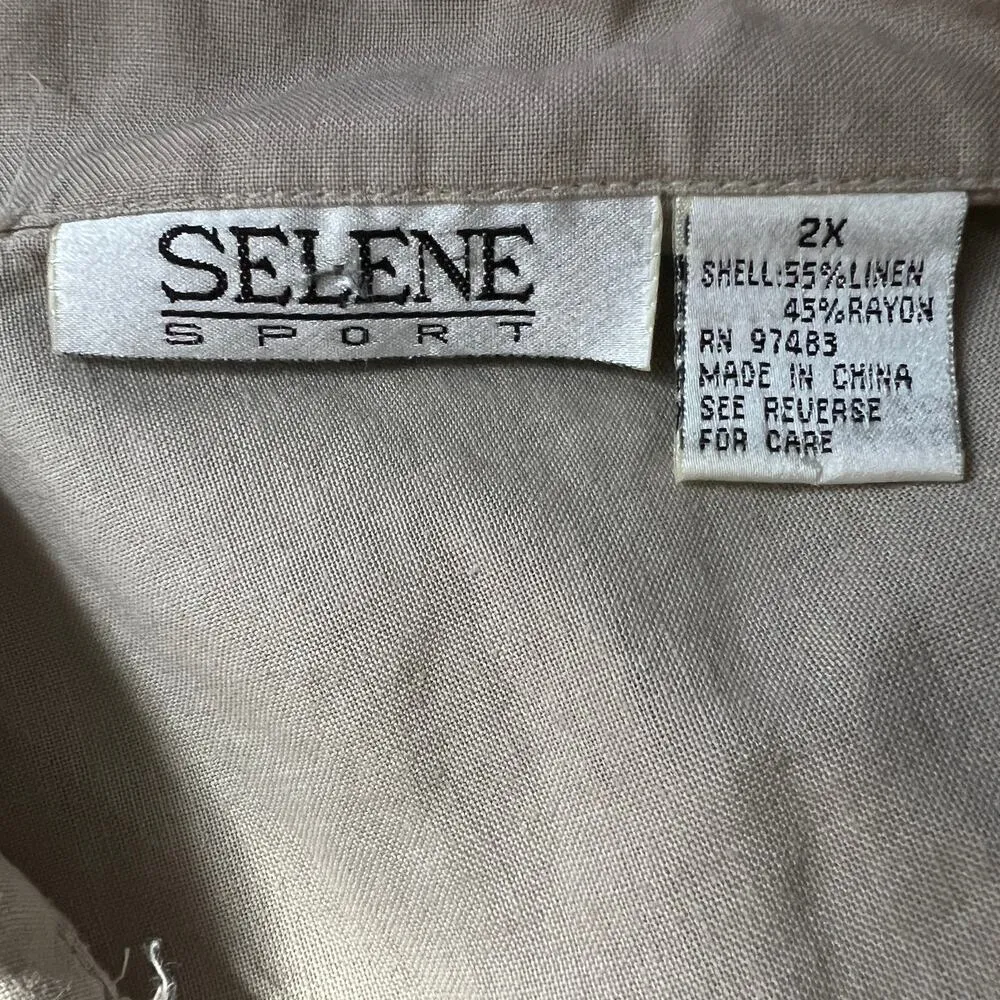 SELENE
SPORT
2X
SHELL:55%LINEN
45%RAYON
RN 97483
MADE IN CHINA
SEE REVERSE
FOR CARE